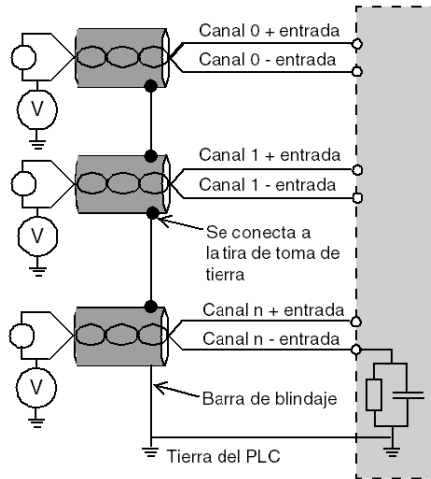 Canal 0 + entrada
Canal 0 - entrada
V
Canal 1 + entrada
Canal 1 - entrada
V
Se conecta a
la tira de toma de
tierra
Canal n + entrada
Canal n - entrada
V
Barra de blindaje
Tierra del PLC